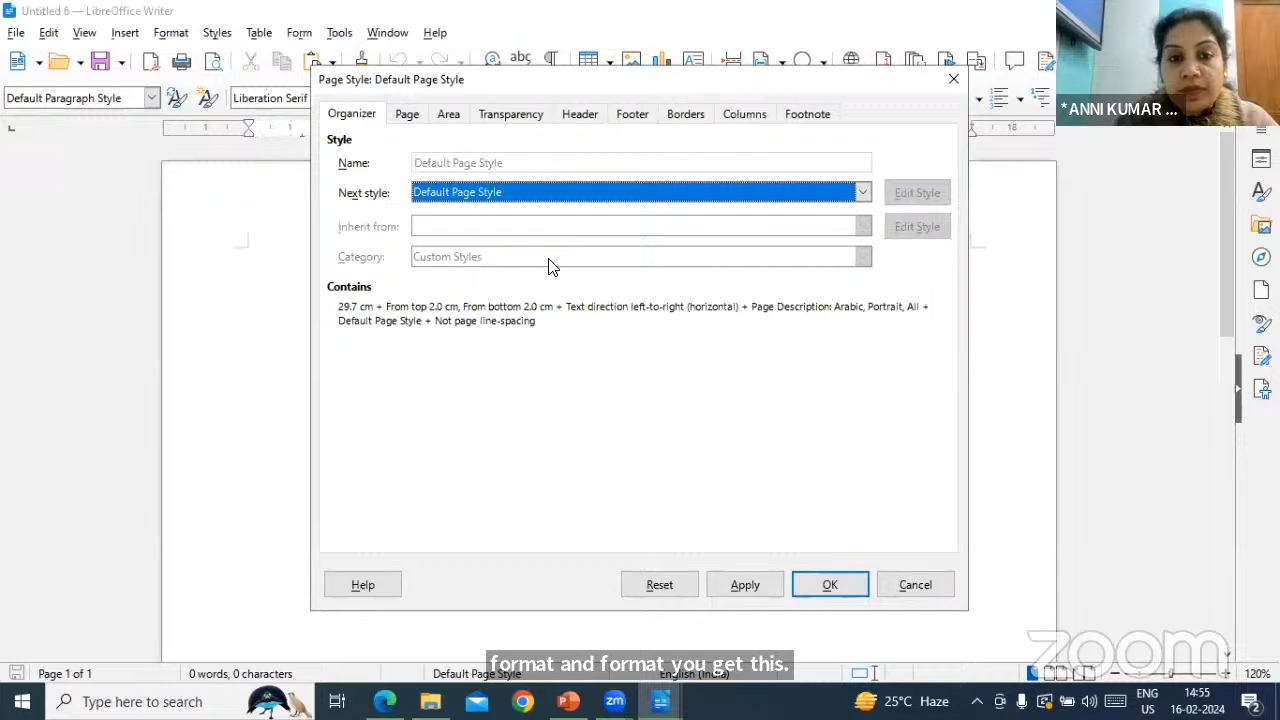 Untitled 6 — LibreOffice Writer
File Edit View Insert Format Styles Table Form Tools Window Help
Default Paragraph Style
Liberation Serif
Page Style: Default Page Style
*ANNI KUMAR ...
Organizer Page Area Transparency Header Footer Borders Columns Footnote
1 1 18
Style
Name: Default Page Style
Next style: Default Page Style Edit Style
Inherit from: Edit Style
Category: Custom Styles
Contains
29.7 cm + From top 2.0 cm, From bottom 2.0 cm + Text direction left-to-right (horizontal) + Page Description: Arabic, Portrait, All +
Default Page Style + Not page line-spacing
Help Reset Apply OK Cancel
format and format you get this.
zoom
Page 1 of 1 0 words, 0 characters Default Page Style English (India) 120%
Type here to search
25°C Haze
ENG
US
14:55
16-02-2024
2